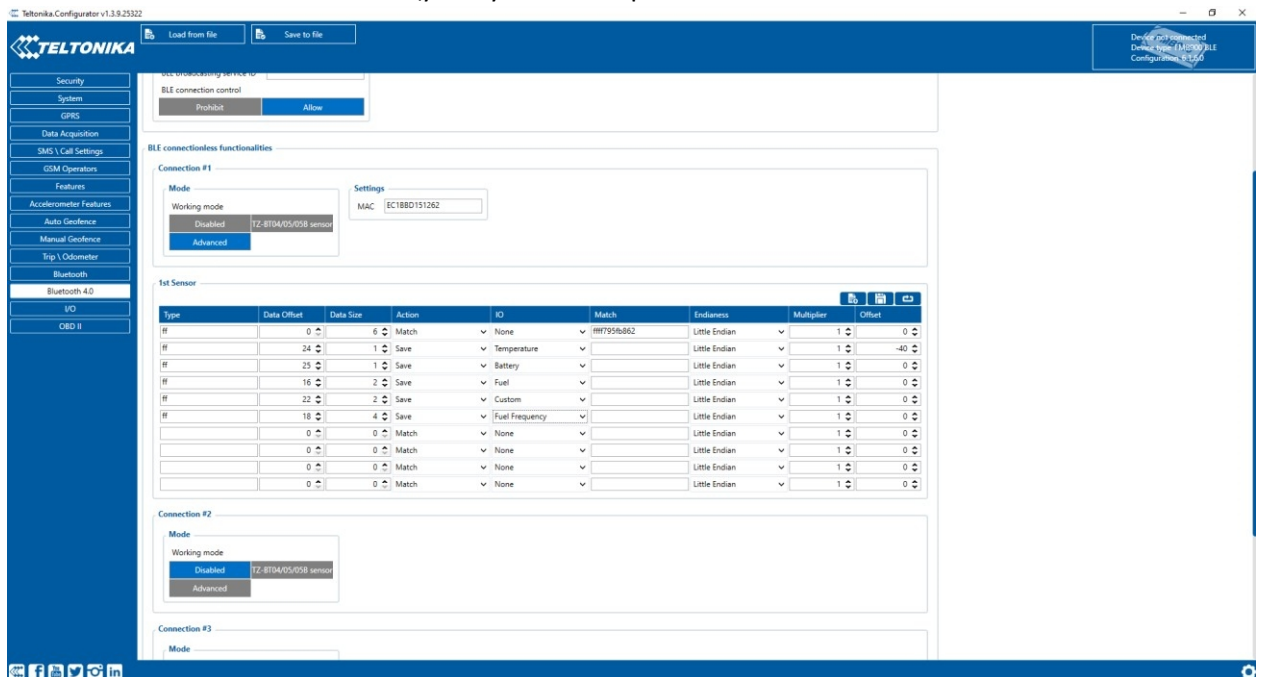 Teltonika.Configurator v1.3.9.25322
TELTONIKA
Load from file
Save to file
Device not connected
Device type: FMB900 BLE
Security
System
GPRS
Data Acquisition
SMS \ Call Settings
GSM Operators
Features
Accelerometer Features
Auto Geofence
Manual Geofence
Trip \ Odometer
Bluetooth
Bluetooth 4.0
I/O
OBD II
BLE broadcasting service ID
BLE connection control
Prohibit Allow
BLE connectionless functionalities
Connection #1
Mode Settings
Working mode MAC EC1BBD151262
Disabled TZ-BT04/05/05B sensor
Advanced
1st Sensor
Type Data Offset Data Size Action IO Match Endianess Multiplier Offset
ff 0 6 Match None ffff795fb862 Little Endian 1 0
ff 24 1 Save Temperature Little Endian 1 -40
ff 25 1 Save Battery Little Endian 1 0
ff 16 2 Save Fuel Little Endian 1 0
ff 22 2 Save Custom Little Endian 1 0
ff 18 4 Save Fuel Frequency Little Endian 1 0
0 0 Match None Little Endian 1 0
0 0 Match None Little Endian 1 0
0 0 Match None Little Endian 1 0
0 0 Match None Little Endian 1 0
Connection #2
Mode
Working mode
Disabled TZ-BT04/05/05B sensor
Advanced
Connection #3
Mode